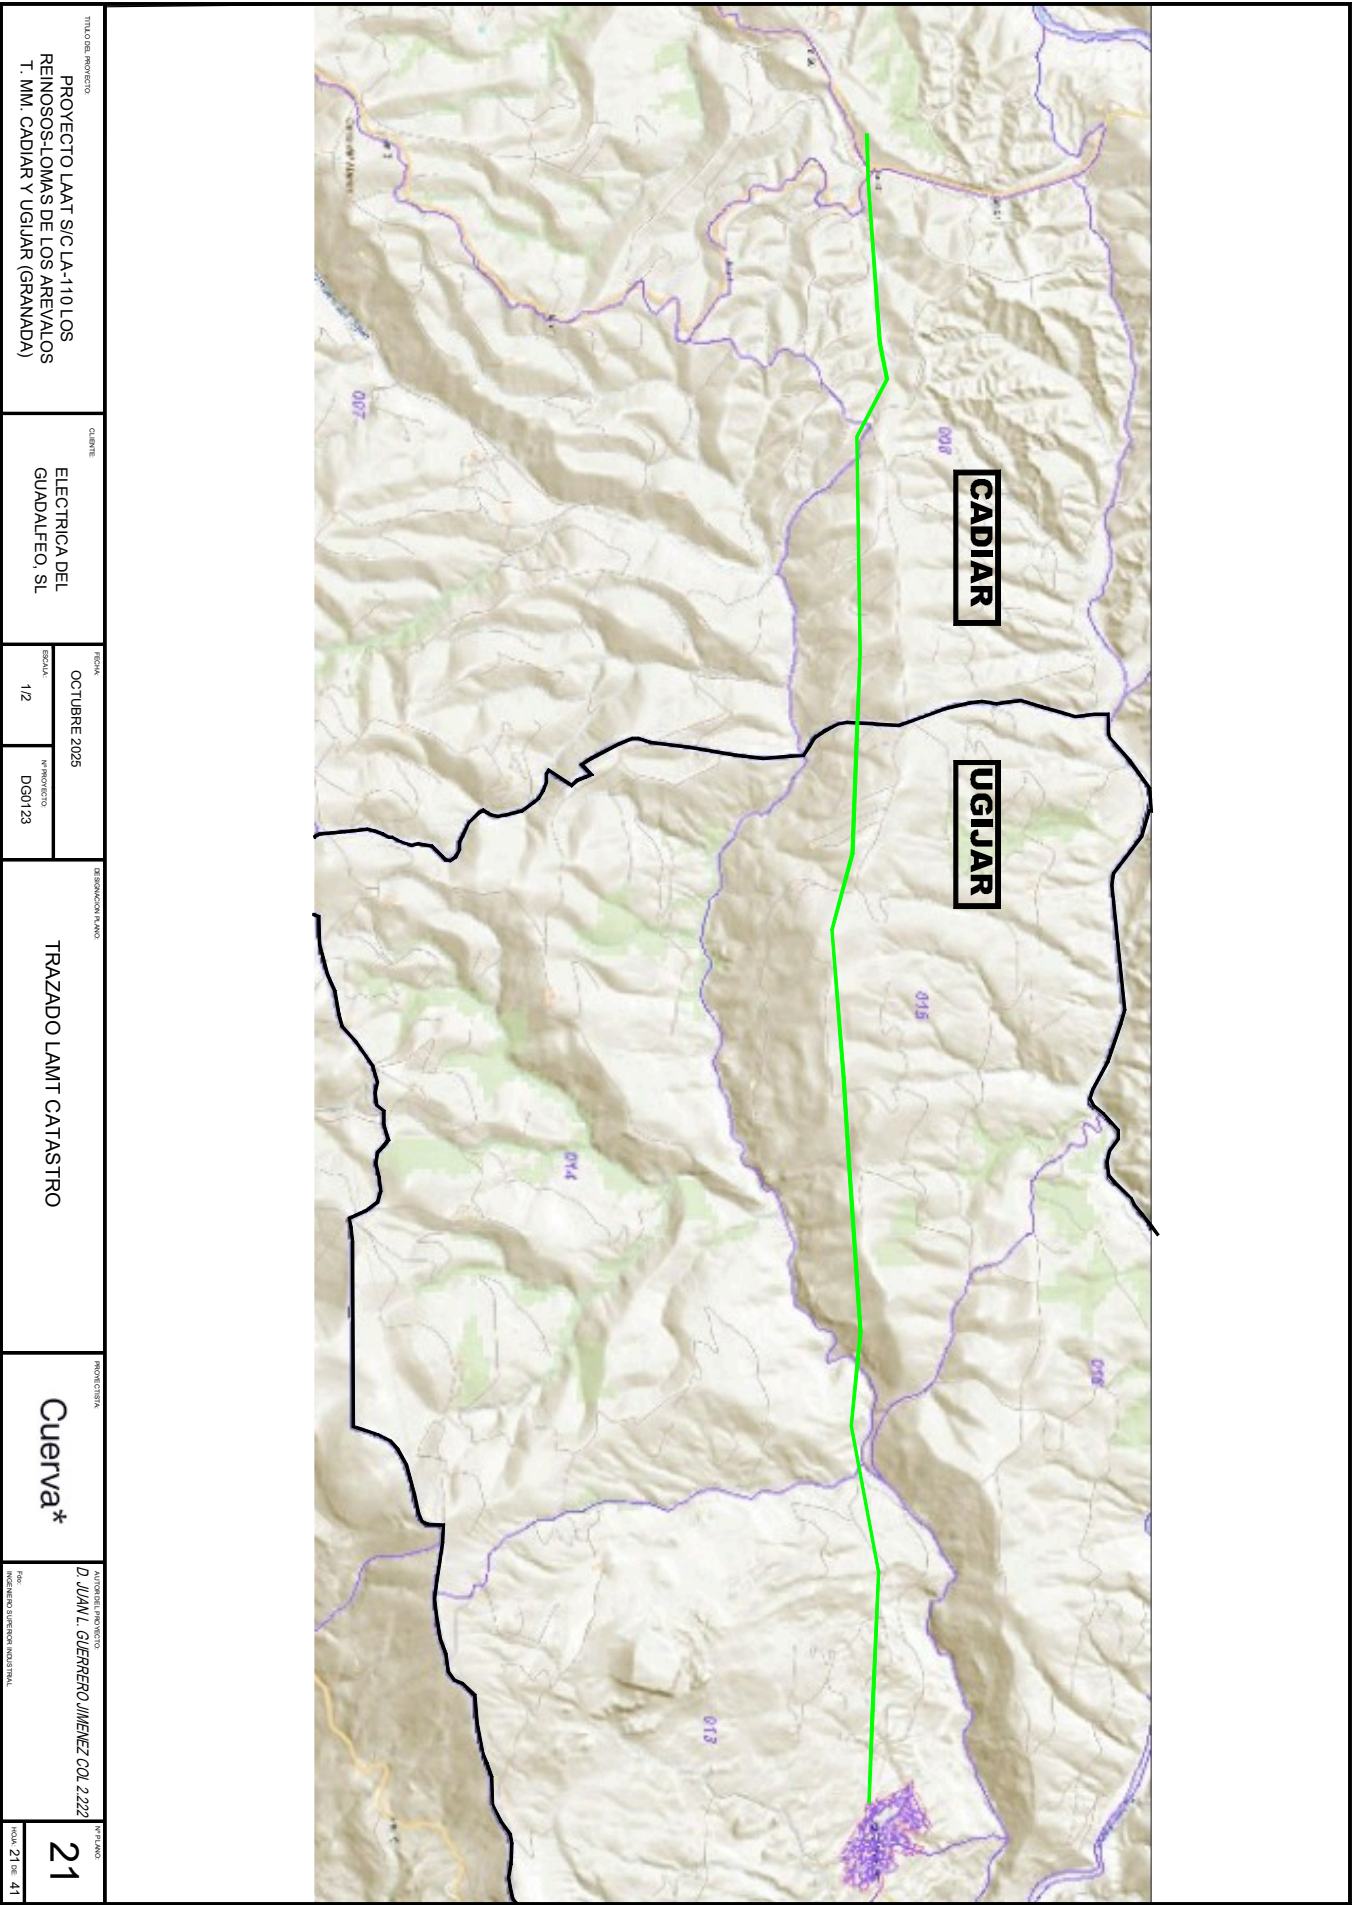 CADIAR
UGIJAR
007
008
015
014
016
013
TITULO DEL PROYECTO:
PROYECTO LAAT S/C LA-110 LOS
REINOSOS-LOMAS DE LOS AREVALOS
T. MM. CADIAR Y UGIJAR (GRANADA)
CLIENTE:
ELECTRICA DEL
GUADALFEO, SL
FECHA:
OCTUBRE 2025
ESCALA:
1/2
Nº PROYECTO:
DG0123
DESIGNACION PLANO:
TRAZADO LAMT CATASTRO
PROYECTISTA:
Cuerva*
AUTOR DEL PROYECTO:
D. JUAN L. GUERRERO JIMENEZ COL 2.222
Fdo:
INGENIERO SUPERIOR INDUSTRIAL
Nº PLANO:
21
HOJA: 21 DE: 41